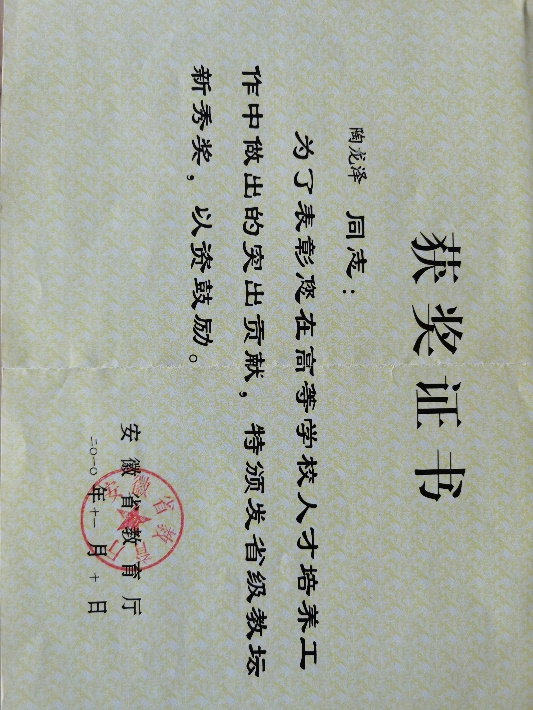 获奖证书
陶龙泽 同志：
为了表彰您在高等学校人才培养工
作中做出的突出贡献，特颁发省级教坛
新秀奖，以资鼓励。
安徽省教育厅
二〇一〇年十一月十日